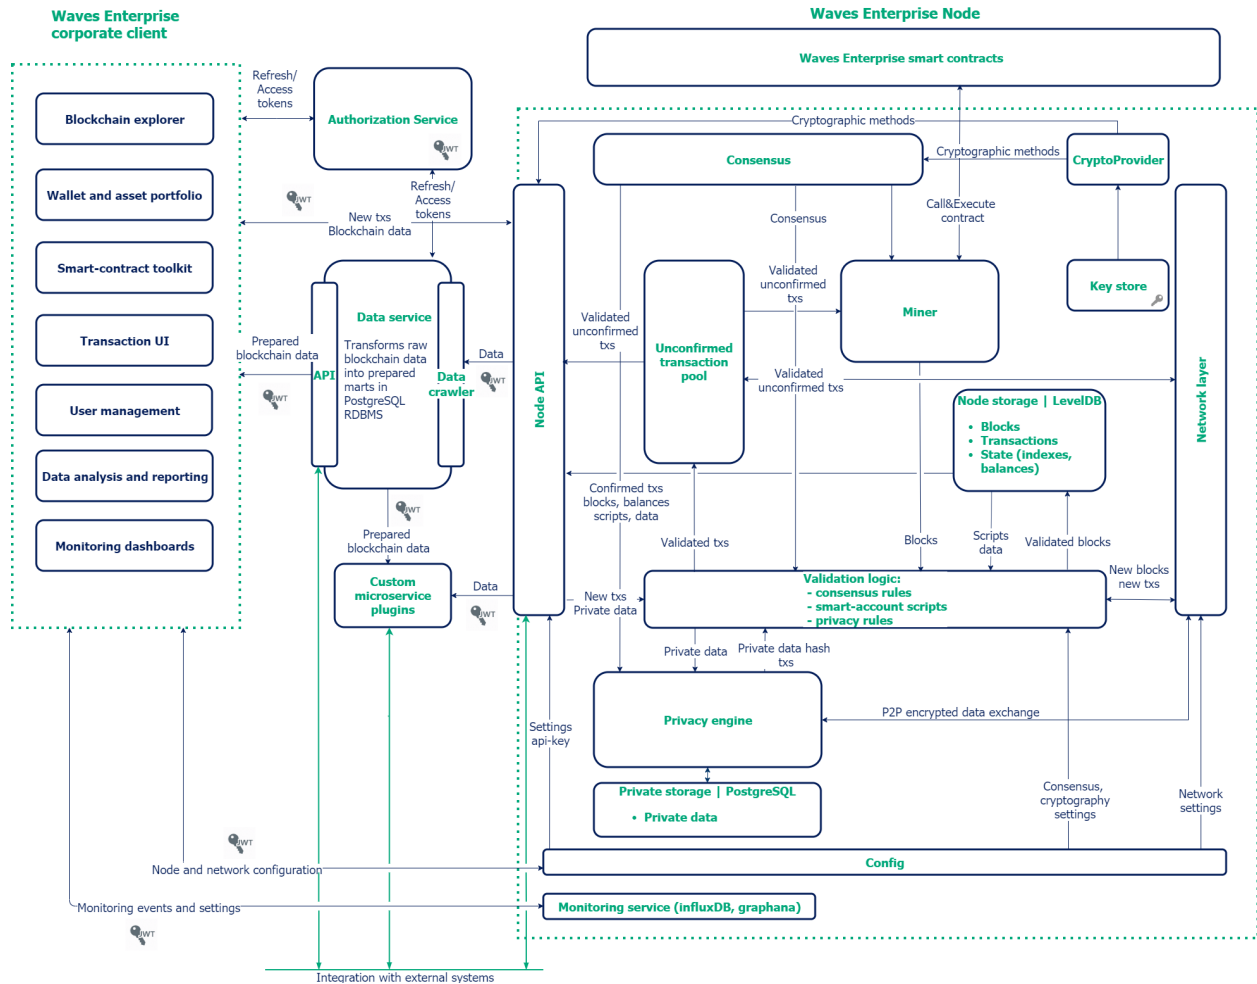 Waves Enterprise
corporate client
Waves Enterprise Node
Waves Enterprise smart contracts
Refresh/
Access
tokens
Blockchain explorer
Wallet and asset portfolio
Smart-contract toolkit
Transaction UI
User management
Data analysis and reporting
Monitoring dashboards
Authorization Service
JWT
Refresh/
Access
tokens
JWT
New txs
Blockchain data
Cryptographic methods
Consensus
Cryptographic methods
CryptoProvider
Consensus
Call&Execute
contract
Key store
Data service
Transforms raw
blockchain data
into prepared
marts in
PostgreSQL
RDBMS
API
Data
crawler
Prepared
blockchain data
JWT
Data
JWT
Node API
Validated
unconfirmed
txs
Unconfirmed
transaction
pool
Validated
unconfirmed
txs
Miner
Validated
unconfirmed txs
Network layer
Node storage | LevelDB
• Blocks
• Transactions
• State (indexes,
balances)
Confirmed txs
blocks, balances
scripts, data
Validated txs
Blocks
Scripts
data
Validated blocks
JWT
Prepared
blockchain data
Custom
microservice
plugins
Data
JWT
New txs
Private data
Validation logic:
- consensus rules
- smart-account scripts
- privacy rules
New blocks
new txs
Private data
Private data hash
txs
Privacy engine
P2P encrypted data exchange
Settings
api-key
Private storage | PostgreSQL
• Private data
Consensus,
cryptography
settings
Network
settings
JWT
Node and network configuration
Config
Monitoring events and settings
JWT
Monitoring service (influxDB, graphana)
Integration with external systems